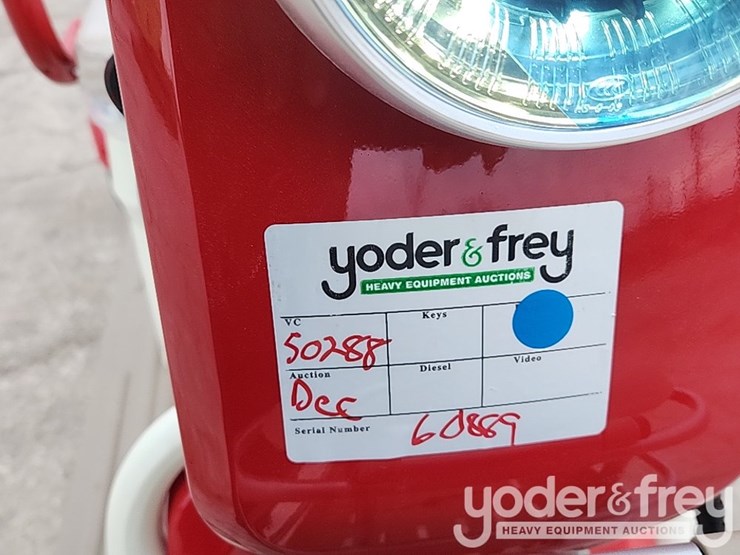 yoder & frey
HEAVY EQUIPMENT AUCTIONS
VC Keys
50288
Auction Diesel Video
Dec
Serial Number 60889
yoder & frey
HEAVY EQUIPMENT AUCTIONS